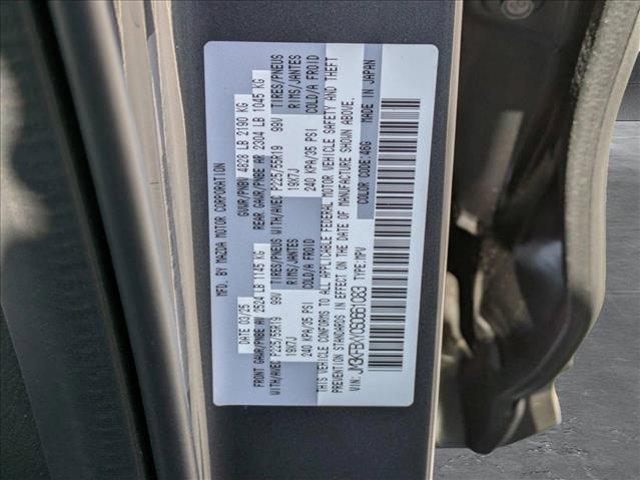 MFD. BY MAZDA MOTOR CORPORATION
DATE 03/25 GVWR/PNBV 4828 LB 2190 KG
FRONT GAWR/PNBE AV 2524 LB 1145 KG REAR GAWR/PNBE AR 2304 LB 1045 KG
WITH/AVEC P225/55R19 99V TIRES/PNEUS WITH/AVEC P225/55R19 99V TIRES/PNEUS
19X7J RIMS/JANTES 19X7J RIMS/JANTES
240 KPA/35 PSI COLD/A FROID 240 KPA/35 PSI COLD/A FROID
THIS VEHICLE CONFORMS TO ALL APPLICABLE FEDERAL MOTOR VEHICLE SAFETY AND THEFT
PREVENTION STANDARDS IN EFFECT ON THE DATE OF MANUFACTURE SHOWN ABOVE.
VIN: TYPE: MPV COLOR CODE: 46G MADE IN JAPAN